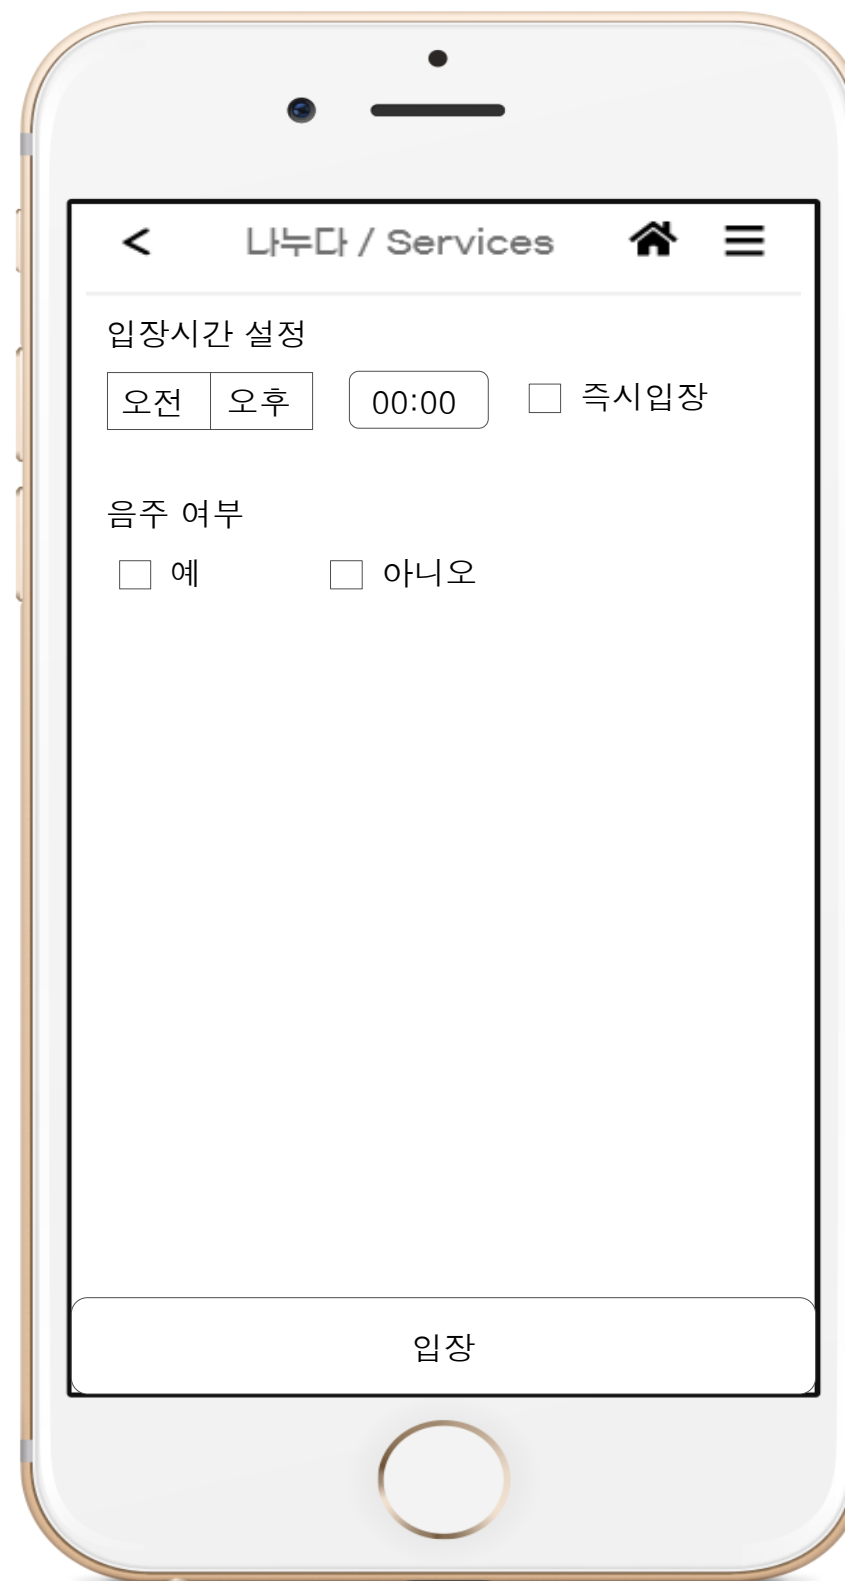 < 나누다 / Services
입장시간 설정
오전 오후 00:00 즉시입장
음주 여부
예 아니오
입장